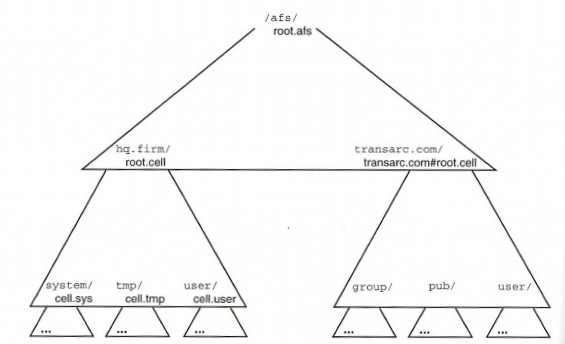 /afs/
root.afs
hq.firm/ transarc.com/
root.cell transarc.com#root.cell
system/ tmp/ user/ group/ pub/ user/
cell.sys cell.tmp cell.user
... ... ... ... ... ...